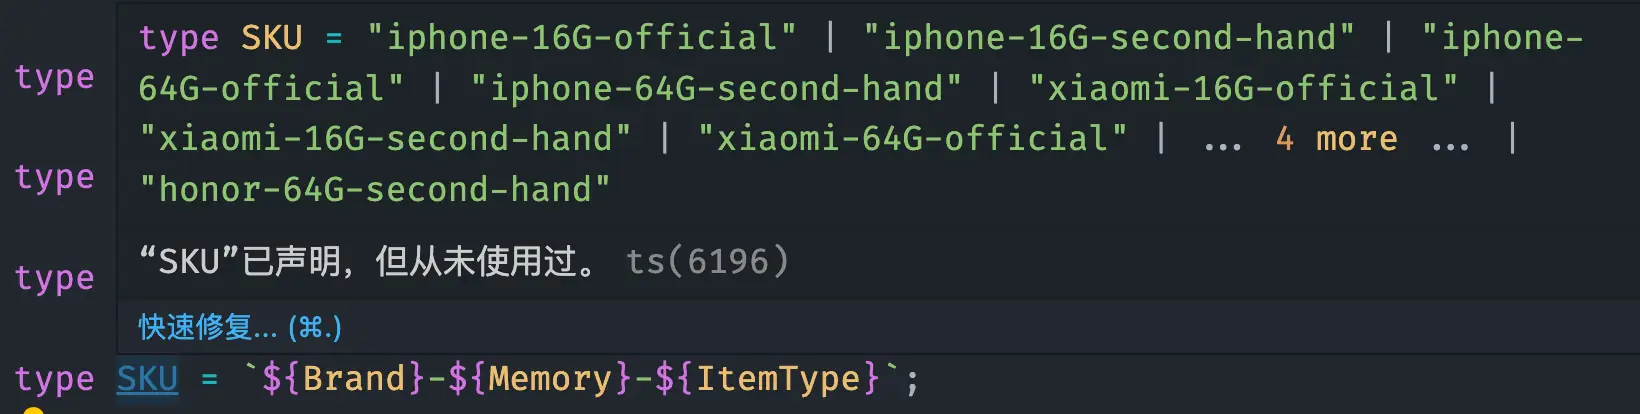 type SKU = "iphone-16G-official" | "iphone-16G-second-hand" | "iphone-
type
64G-official" | "iphone-64G-second-hand" | "xiaomi-16G-official" |
"xiaomi-16G-second-hand" | "xiaomi-64G-official" | ... 4 more ... |
type
"honor-64G-second-hand"
“SKU”已声明，但从未使用过。 ts(6196)
type
快速修复... (⌘.)
type SKU = `${Brand}-${Memory}-${ItemType}`;